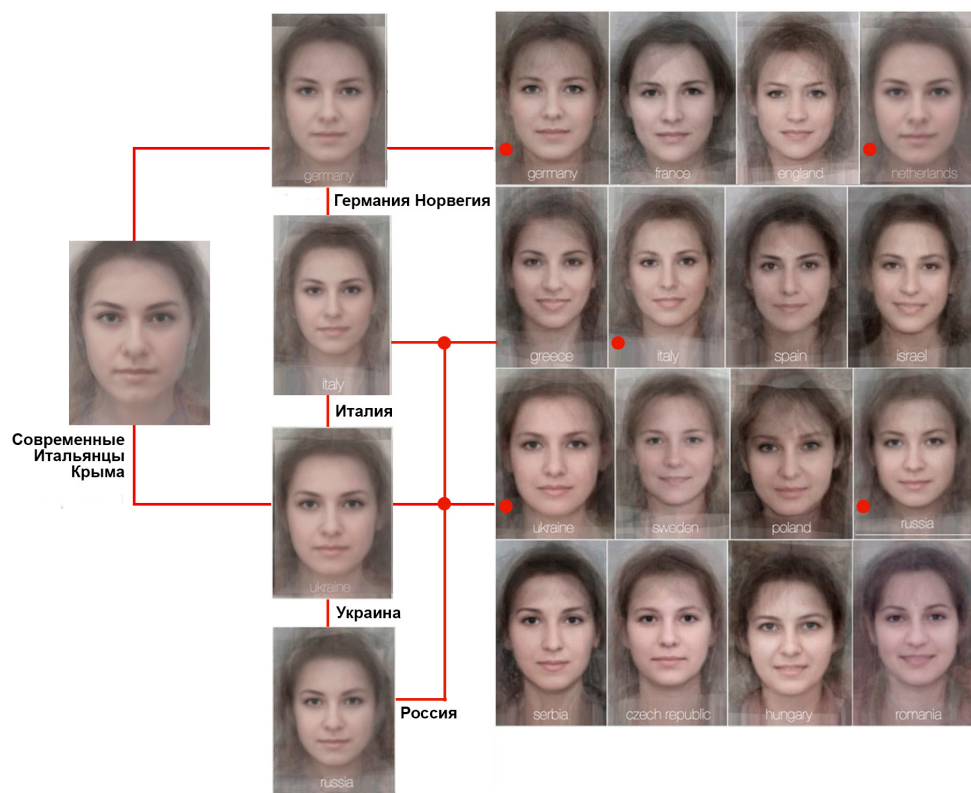 germany
Германия Норвегия
italy
Италия
Современные
Итальянцы
Крыма
ukraine
Украина
Россия
russia
germany
france
england
netherlands
greece
italy
spain
israel
ukraine
sweden
poland
russia
serbia
czech republic
hungary
romania